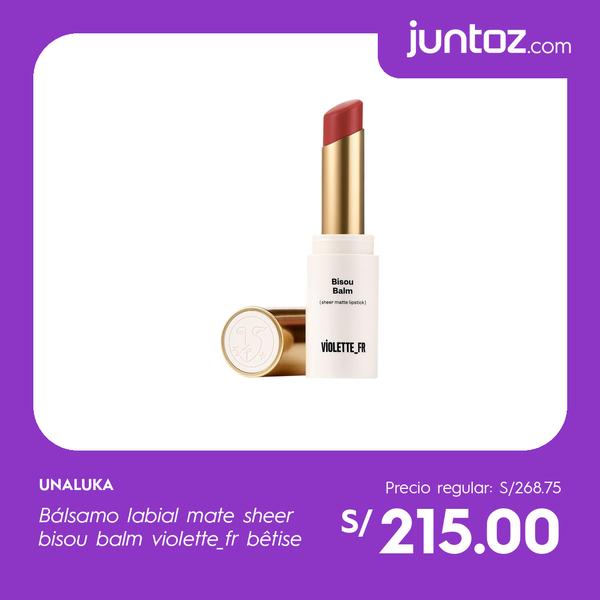 juntoz.com
Bisou
Balm
(sheer matte lipstick)
VIOLETTE_FR
UNALUKA
Bálsamo labial mate sheer
bisou balm violette_fr bêtise
Precio regular: S/268.75
S/215.00